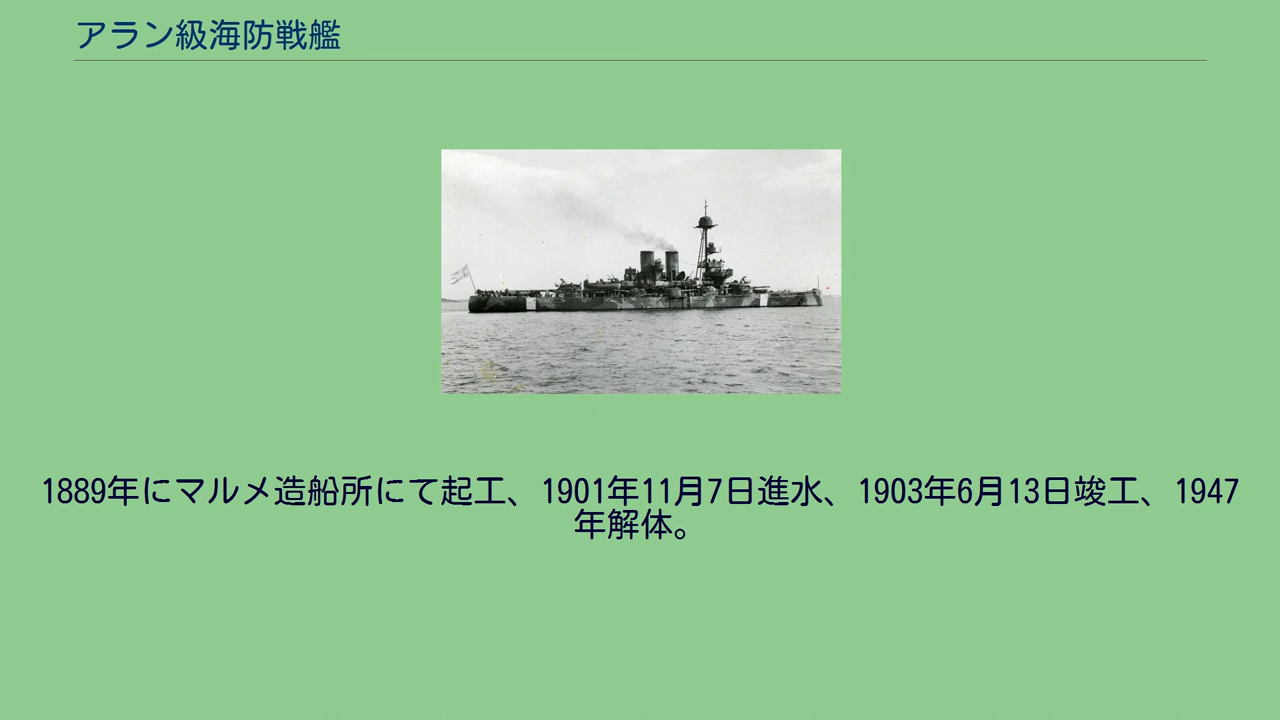 アラン級海防戦艦
1889年にマルメ造船所にて起工、1901年11月7日進水、1903年6月13日竣工、1947
年解体。